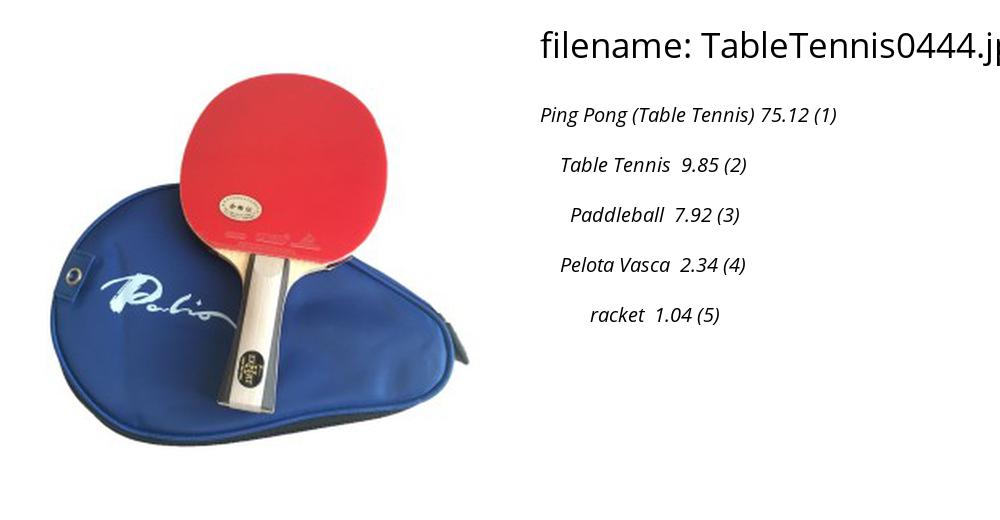 filename: TableTennis0444.jp
Ping Pong (Table Tennis) 75.12 (1)
Table Tennis 9.85 (2)
Paddleball 7.92 (3)
Pelota Vasca 2.34 (4)
racket 1.04 (5)
Palio